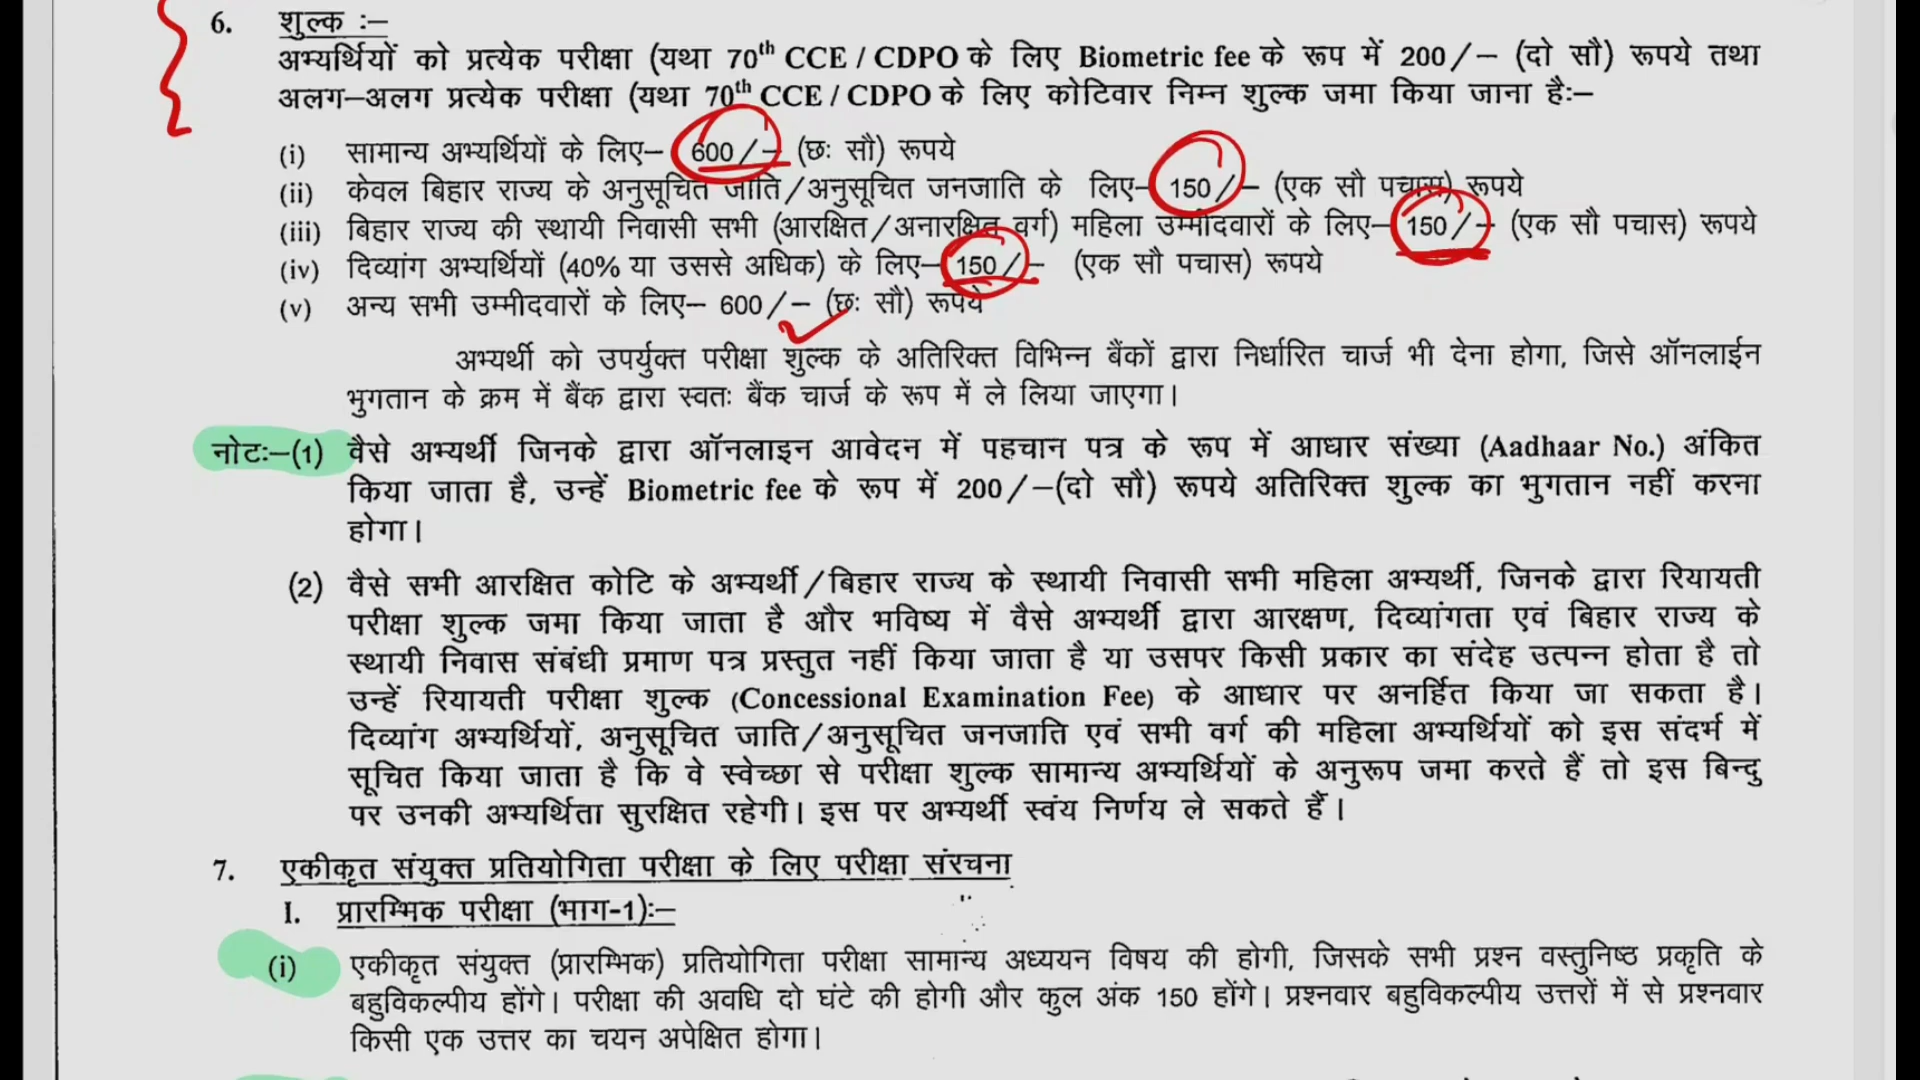 6. शुल्क :–
अभ्यर्थियों को प्रत्येक परीक्षा (यथा 70th CCE / CDPO के लिए Biometric fee के रूप में 200/– (दो सौ) रूपये तथा
अलग–अलग प्रत्येक परीक्षा (यथा 70th CCE / CDPO के लिए कोटिवार निम्न शुल्क जमा किया जाना है:–
(i) सामान्य अभ्यर्थियों के लिए– 600/– (छः सौ) रूपये
(ii) केवल बिहार राज्य के अनुसूचित जाति/अनुसूचित जनजाति के लिए– 150/– (एक सौ पचास) रूपये
(iii) बिहार राज्य की स्थायी निवासी सभी (आरक्षित/अनारक्षित वर्ग) महिला उम्मीदवारों के लिए– 150/– (एक सौ पचास) रूपये
(iv) दिव्यांग अभ्यर्थियों (40% या उससे अधिक) के लिए– 150/– (एक सौ पचास) रूपये
(v) अन्य सभी उम्मीदवारों के लिए– 600/– (छः सौ) रूपये
अभ्यर्थी को उपर्युक्त परीक्षा शुल्क के अतिरिक्त विभिन्न बैंकों द्वारा निर्धारित चार्ज भी देना होगा, जिसे ऑनलाईन
भुगतान के क्रम में बैंक द्वारा स्वतः बैंक चार्ज के रूप में ले लिया जाएगा।
नोटः–(1) वैसे अभ्यर्थी जिनके द्वारा ऑनलाइन आवेदन में पहचान पत्र के रूप में आधार संख्या (Aadhaar No.) अंकित
किया जाता है, उन्हें Biometric fee के रूप में 200/–(दो सौ) रूपये अतिरिक्त शुल्क का भुगतान नहीं करना
होगा।
(2) वैसे सभी आरक्षित कोटि के अभ्यर्थी/बिहार राज्य के स्थायी निवासी सभी महिला अभ्यर्थी, जिनके द्वारा रियायती
परीक्षा शुल्क जमा किया जाता है और भविष्य में वैसे अभ्यर्थी द्वारा आरक्षण, दिव्यांगता एवं बिहार राज्य के
स्थायी निवास संबंधी प्रमाण पत्र प्रस्तुत नहीं किया जाता है या उसपर किसी प्रकार का संदेह उत्पन्न होता है तो
उन्हें रियायती परीक्षा शुल्क (Concessional Examination Fee) के आधार पर अनर्हित किया जा सकता है।
दिव्यांग अभ्यर्थियों, अनुसूचित जाति/अनुसूचित जनजाति एवं सभी वर्ग की महिला अभ्यर्थियों को इस संदर्भ में
सूचित किया जाता है कि वे स्वेच्छा से परीक्षा शुल्क सामान्य अभ्यर्थियों के अनुरूप जमा करते हैं तो इस बिन्दु
पर उनकी अभ्यर्थिता सुरक्षित रहेगी। इस पर अभ्यर्थी स्वंय निर्णय ले सकते हैं।
7. एकीकृत संयुक्त प्रतियोगिता परीक्षा के लिए परीक्षा संरचना
I. प्रारम्भिक परीक्षा (भाग-1):–
(i) एकीकृत संयुक्त (प्रारम्भिक) प्रतियोगिता परीक्षा सामान्य अध्ययन विषय की होगी, जिसके सभी प्रश्न वस्तुनिष्ठ प्रकृति के
बहुविकल्पीय होंगे। परीक्षा की अवधि दो घंटे की होगी और कुल अंक 150 होंगे। प्रश्नवार बहुविकल्पीय उत्तरों में से प्रश्नवार
किसी एक उत्तर का चयन अपेक्षित होगा।